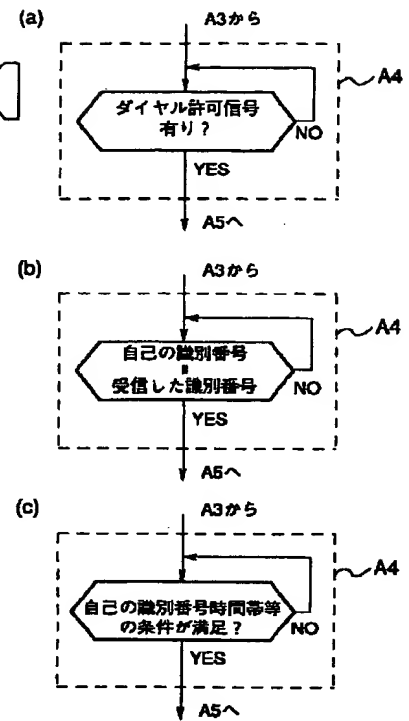 (a)
A3から
A4
ダイヤル許可信号
有り?
NO
YES
A5へ
(b)
A3から
A4
自己の識別番号
=
受信した識別番号
NO
YES
A5へ
(c)
A3から
A4
自己の識別番号時間帯等
の条件が満足?
NO
YES
A5へ